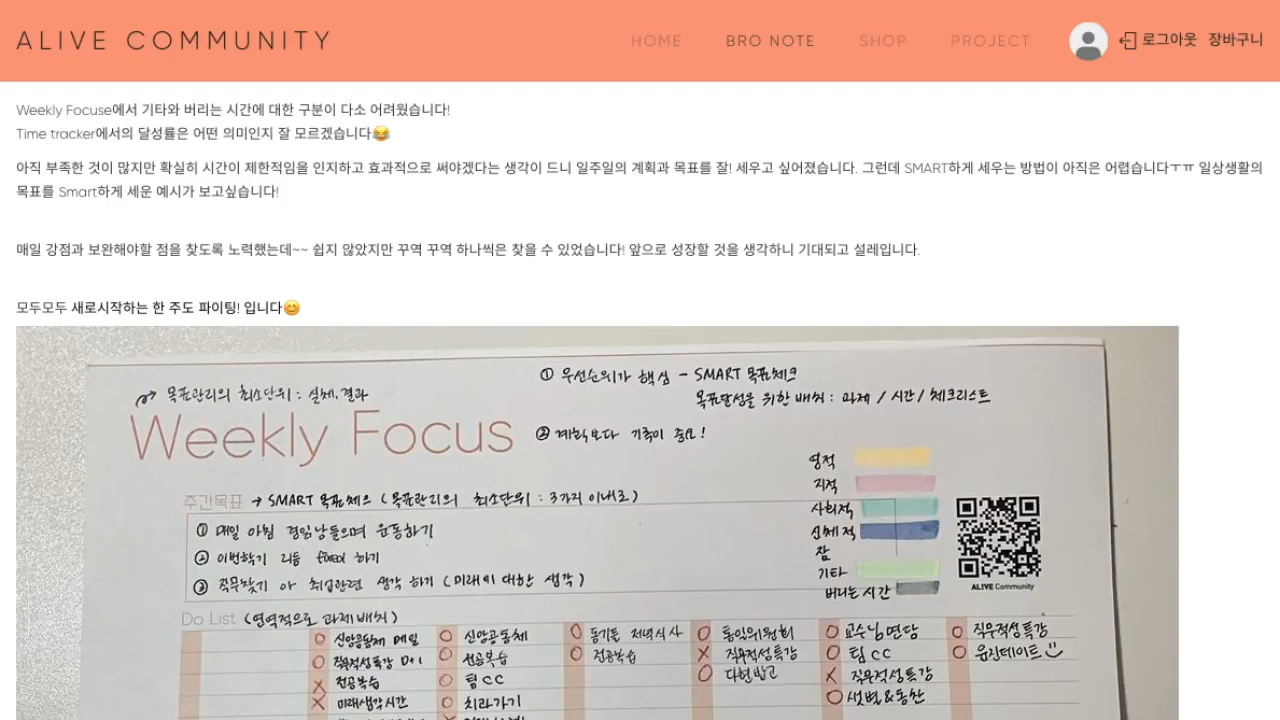 ALIVE COMMUNITY
HOME BRO NOTE SHOP PROJECT 로그아웃 장바구니
Weekly Focuse에서 기타와 버리는 시간에 대한 구분이 다소 어려웠습니다!
Time tracker에서의 달성률은 어떤 의미인지 잘 모르겠습니다😂
아직 부족한 것이 많지만 확실히 시간이 제한적임을 인지하고 효과적으로 써야겠다는 생각이 드니 일주일의 계획과 목표를 잘! 세우고 싶어졌습니다. 그런데 SMART하게 세우는 방법이 아직은 어렵습니다ㅜㅠ 일상생활의
목표를 Smart하게 세운 예시가 보고싶습니다!
매일 강점과 보완해야할 점을 찾도록 노력했는데~~ 쉽지 않았지만 꾸역 꾸역 하나씩은 찾을 수 있었습니다! 앞으로 성장할 것을 생각하니 기대되고 설레입니다.
모두모두 새로시작하는 한 주도 파이팅! 입니다😊
① 우선순위가 핵심 - SMART 목표체크
목표관리의 최소단위 : 실체, 결과
목표달성을 위한 배치 : 과제 / 시간 / 체크리스트
Weekly Focus
② 계획보다 기록이 중요!
영적
지적
사회적
신체적
잠
기타
버리는 시간
ALIVE Community
주간목표 → SMART 목표체크 (목표관리의 최소단위 : 3가지 이내로)
① 매일 아침 경읽남 들으며 운동하기
② 이번학기 리듬 하기
③ 직무찾기 or 취업관련 생각 하기 (미래에 대한 생각)
Do List (영역적으로 과제배치)
O 신앙공동체 메일 O 신앙공동체 O 동기들 저녁식사 O 통일위원회 O 교수님면담 O 직무적성특강
O 직무적성특강 O 전공복습 O 전공복습 X 직무적성특강 O 팀 CC O 윤진데이트
X 전공복습 O 팀 CC O 다현밥고 X 직무적성특강
X 미래생각시간 O 치과가기 O 샛별&동찬